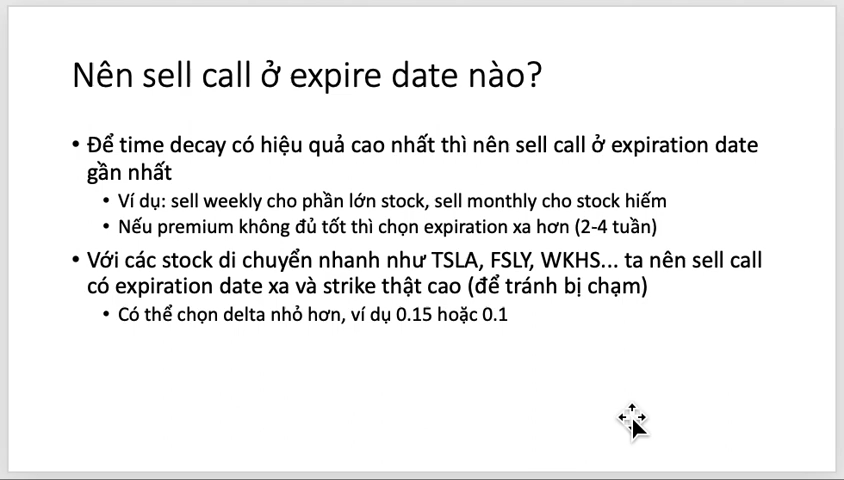 Nên sell call ở expire date nào?
• Để time decay có hiệu quả cao nhất thì nên sell call ở expiration date
gần nhất
• Ví dụ: sell weekly cho phần lớn stock, sell monthly cho stock hiếm
• Nếu premium không đủ tốt thì chọn expiration xa hơn (2-4 tuần)
• Với các stock di chuyển nhanh như TSLA, FSLY, WKHS... ta nên sell call
có expiration date xa và strike thật cao (để tránh bị chạm)
• Có thể chọn delta nhỏ hơn, ví dụ 0.15 hoặc 0.1